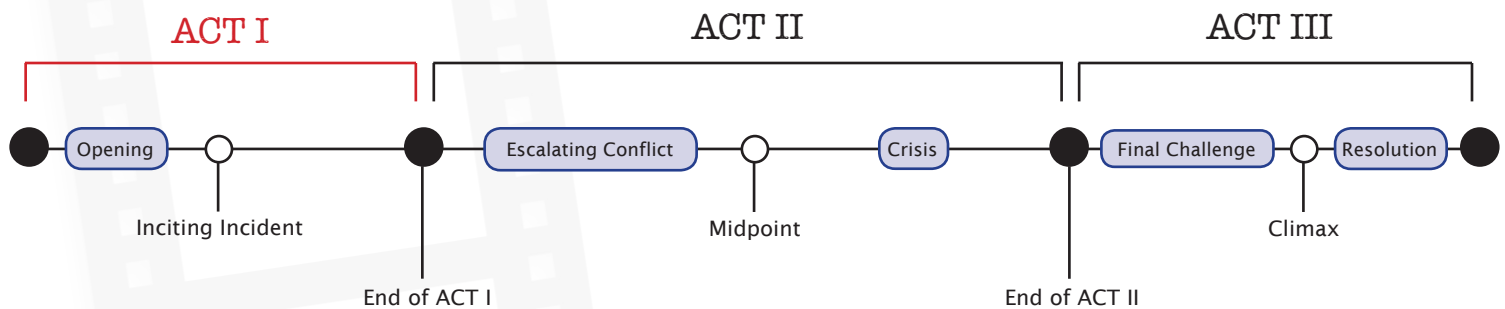 ACT I
ACT II
ACT III
Opening
Escalating Conflict
Crisis
Final Challenge
Resolution
Inciting Incident
Midpoint
Climax
End of ACT I
End of ACT II